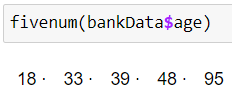 fivenum(bankData$age)
18 · 33 · 39 · 48 · 95